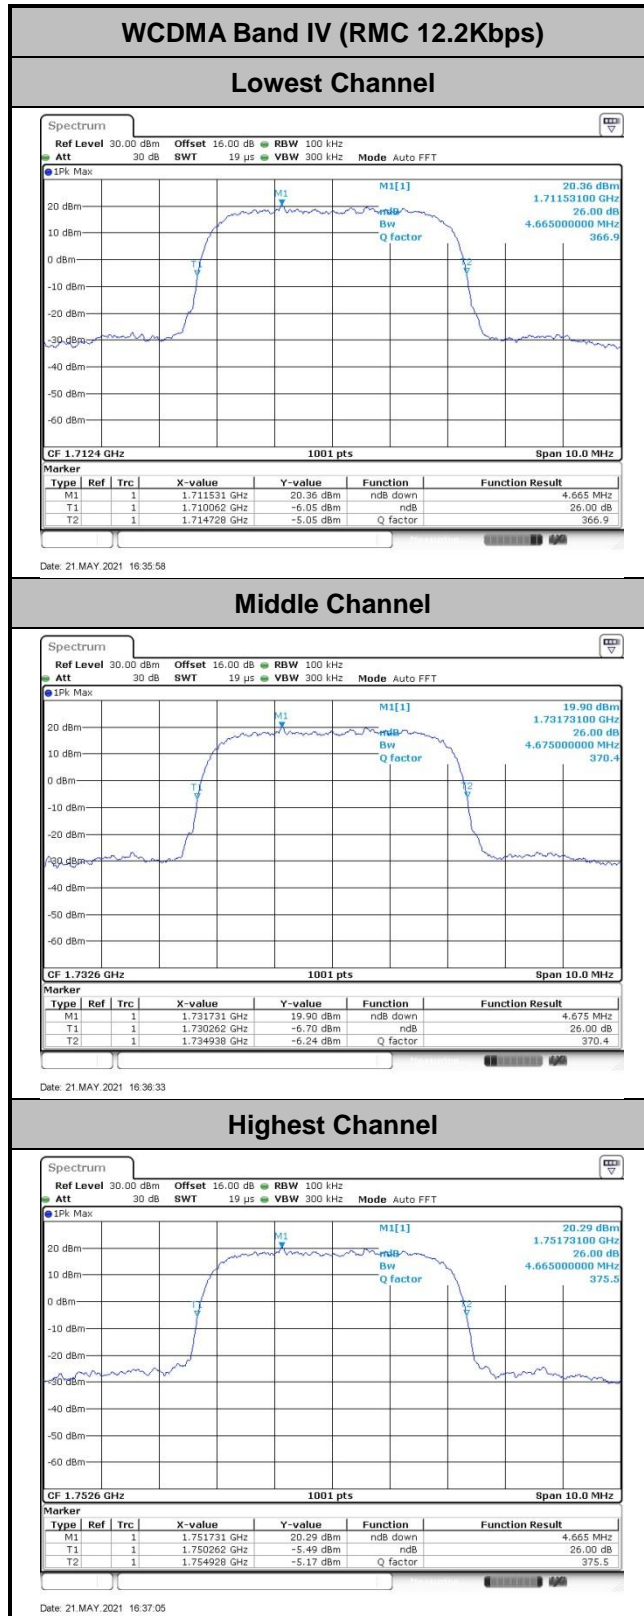 WCDMA Band IV (RMC 12.2Kbps)
Lowest Channel
Spectrum
Ref Level 30.00 dBm Offset 16.00 dB RBW 100 kHz
Att 30 dB SWT 19 µs VBW 300 kHz Mode Auto FFT
1Pk Max
M1[1] 20.36 dBm
1.71153100 GHz
ndB 26.00 dB
Bw 4.665000000 MHz
Q factor 366.9
M1
T1
T2
20 dBm
10 dBm
0 dBm
-10 dBm
-20 dBm
-30 dBm
-40 dBm
-50 dBm
-60 dBm
CF 1.7124 GHz 1001 pts Span 10.0 MHz
Marker
Type Ref Trc X-value Y-value Function Function Result
M1 1 1.711531 GHz 20.36 dBm ndB down 4.665 MHz
T1 1 1.710062 GHz -6.05 dBm ndB 26.00 dB
T2 1 1.714728 GHz -5.05 dBm Q factor 366.9
Date: 21.MAY.2021 16:35:58
Middle Channel
Spectrum
Ref Level 30.00 dBm Offset 16.00 dB RBW 100 kHz
Att 30 dB SWT 19 µs VBW 300 kHz Mode Auto FFT
1Pk Max
M1[1] 19.90 dBm
1.73173100 GHz
ndB 26.00 dB
Bw 4.675000000 MHz
Q factor 370.4
M1
T1
T2
20 dBm
10 dBm
0 dBm
-10 dBm
-20 dBm
-30 dBm
-40 dBm
-50 dBm
-60 dBm
CF 1.7326 GHz 1001 pts Span 10.0 MHz
Marker
Type Ref Trc X-value Y-value Function Function Result
M1 1 1.731731 GHz 19.90 dBm ndB down 4.675 MHz
T1 1 1.730262 GHz -6.70 dBm ndB 26.00 dB
T2 1 1.734938 GHz -6.24 dBm Q factor 370.4
Date: 21.MAY.2021 16:36:33
Highest Channel
Spectrum
Ref Level 30.00 dBm Offset 16.00 dB RBW 100 kHz
Att 30 dB SWT 19 µs VBW 300 kHz Mode Auto FFT
1Pk Max
M1[1] 20.29 dBm
1.75173100 GHz
ndB 26.00 dB
Bw 4.665000000 MHz
Q factor 375.5
M1
T1
T2
20 dBm
10 dBm
0 dBm
-10 dBm
-20 dBm
-30 dBm
-40 dBm
-50 dBm
-60 dBm
CF 1.7526 GHz 1001 pts Span 10.0 MHz
Marker
Type Ref Trc X-value Y-value Function Function Result
M1 1 1.751731 GHz 20.29 dBm ndB down 4.665 MHz
T1 1 1.750262 GHz -5.49 dBm ndB 26.00 dB
T2 1 1.754928 GHz -5.17 dBm Q factor 375.5
Date: 21.MAY.2021 16:37:05